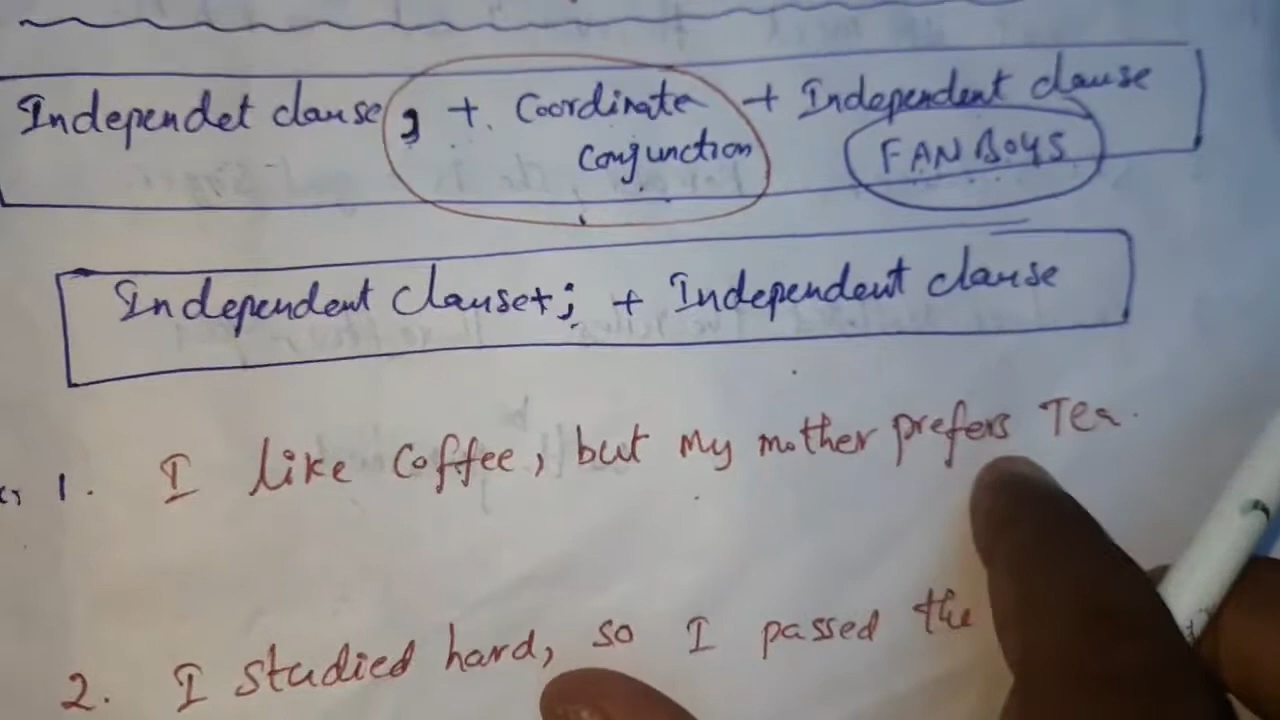 Independet clause, + Coordinate + Independent clause
conjunction FANBOYS
Independent Clause+; + Independent clause
1. I like Coffee, but My mother prefers Tea.
2. I studied hard, so I passed the